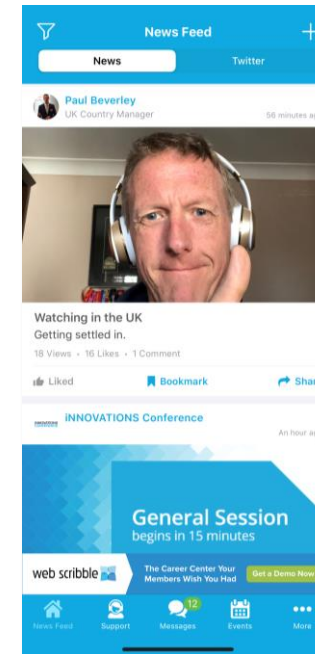 News Feed
News
Twitter
Paul Beverley
UK Country Manager
56 minutes ag
Watching in the UK
Getting settled in.
18 Views • 16 Likes • 1 Comment
Liked
Bookmark
Shar
iNNOVATIONS Conference
An hour ag
General Session
begins in 15 minutes
web scribble
The Career Center Your
Members Wish You Had
Get a Demo Now
12
News Feed
Support
Messages
Events
More